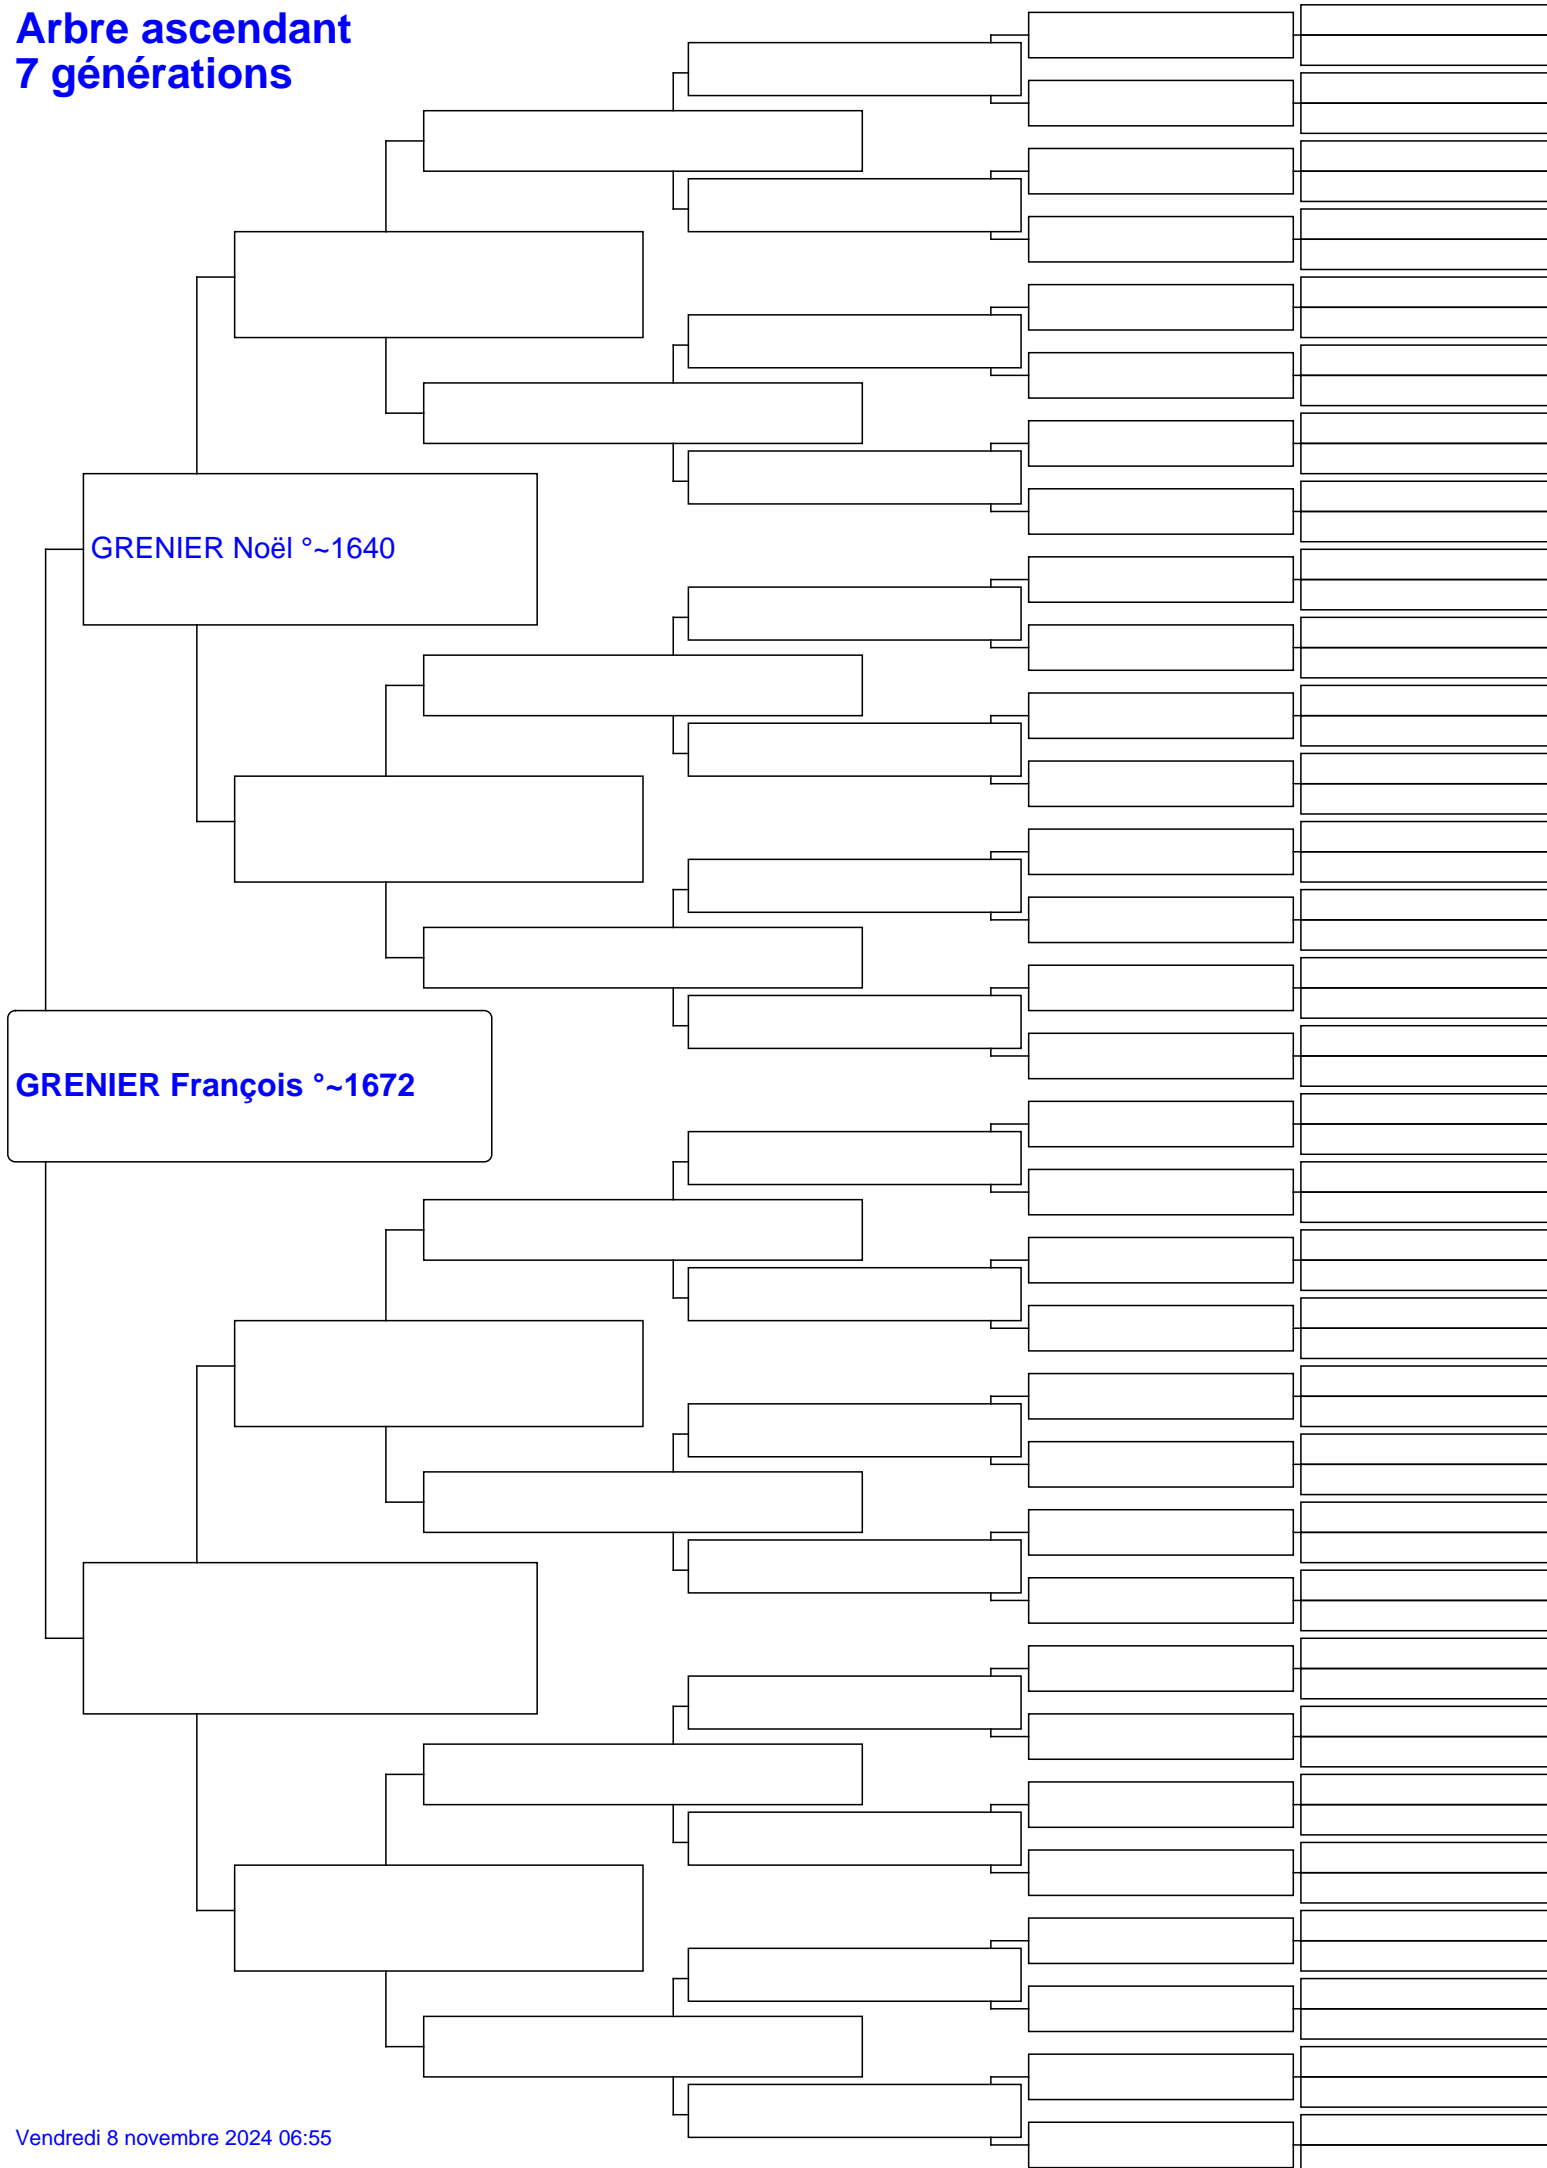 Arbre ascendant
7 générations
GRENIER Noël °~1640
GRENIER François °~1672
Vendredi 8 novembre 2024 06:55